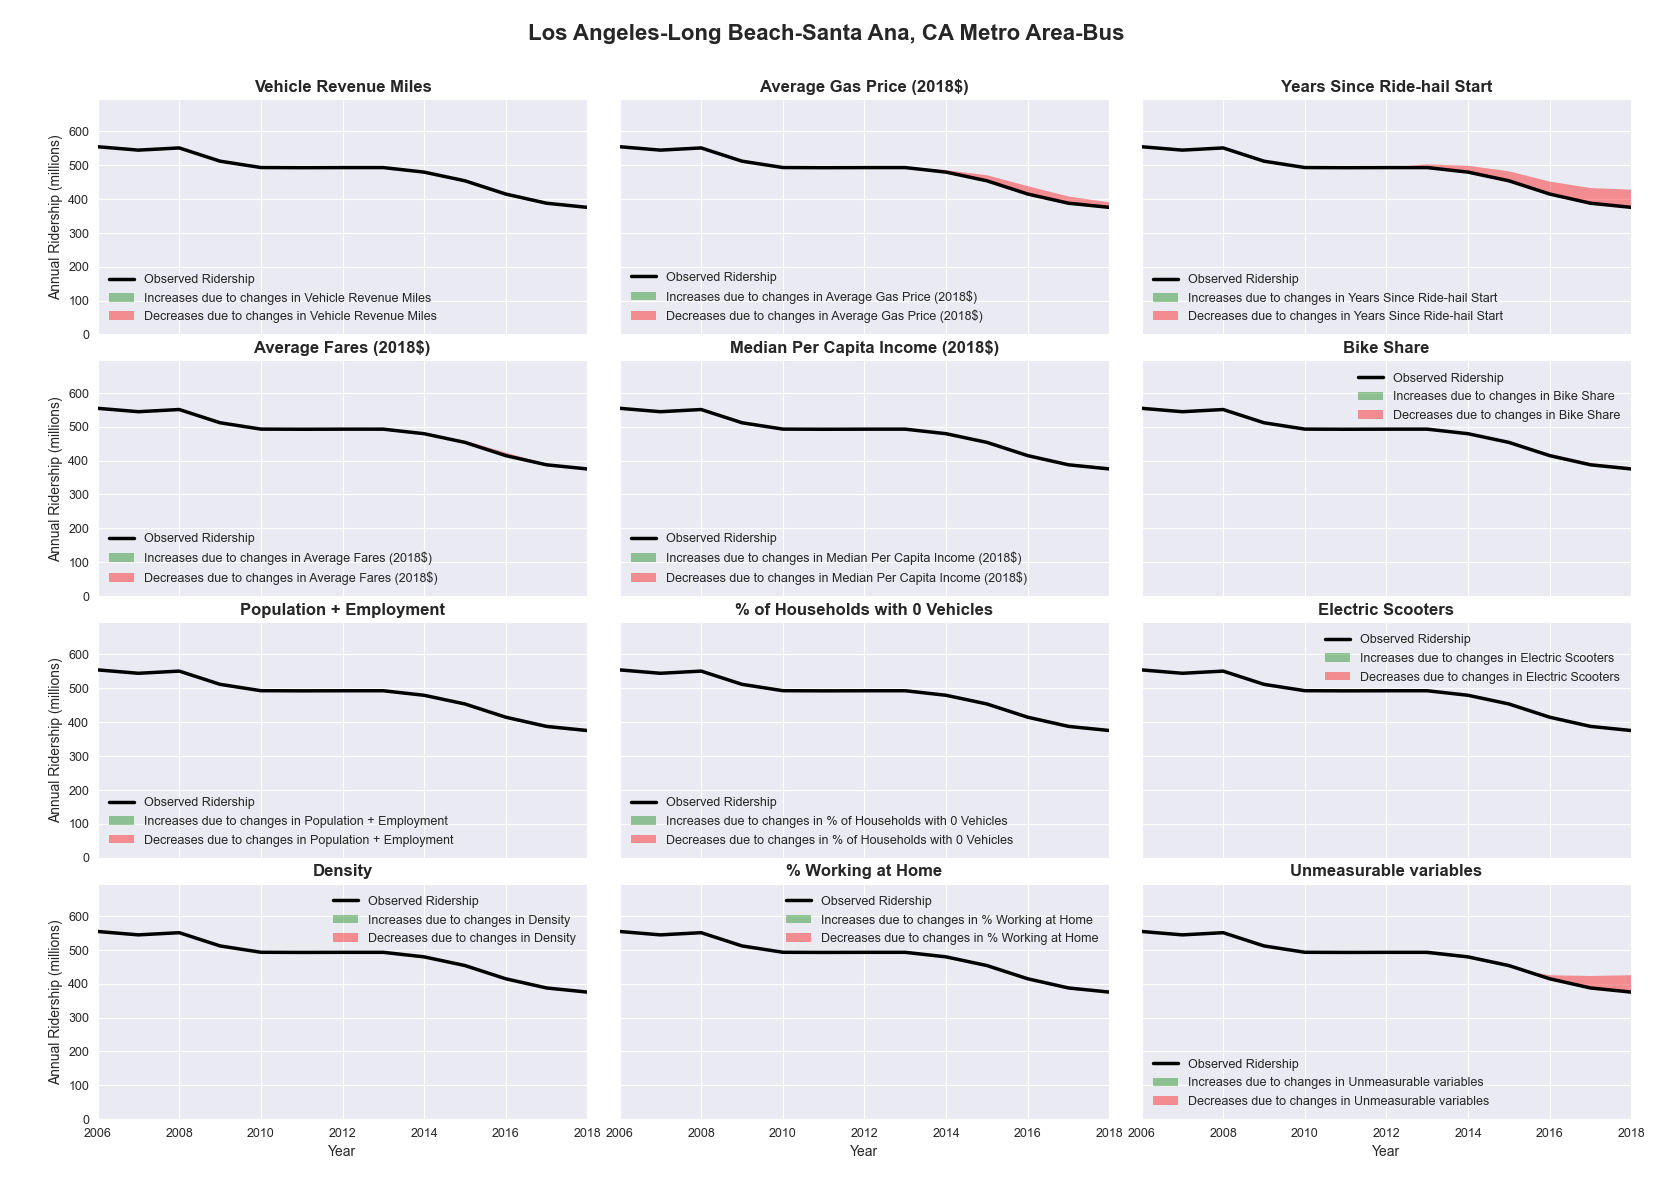 Los Angeles-Long Beach-Santa Ana, CA Metro Area-Bus
Vehicle Revenue Miles
Average Gas Price (2018$)
Years Since Ride-hail Start
Annual Ridership (millions)
600
500
400
300
200
100
0
Observed Ridership
Increases due to changes in Vehicle Revenue Miles
Decreases due to changes in Vehicle Revenue Miles
Observed Ridership
Increases due to changes in Average Gas Price (2018$)
Decreases due to changes in Average Gas Price (2018$)
Observed Ridership
Increases due to changes in Years Since Ride-hail Start
Decreases due to changes in Years Since Ride-hail Start
Average Fares (2018$)
Median Per Capita Income (2018$)
Bike Share
Annual Ridership (millions)
600
500
400
300
200
100
0
Observed Ridership
Increases due to changes in Average Fares (2018$)
Decreases due to changes in Average Fares (2018$)
Observed Ridership
Increases due to changes in Median Per Capita Income (2018$)
Decreases due to changes in Median Per Capita Income (2018$)
Observed Ridership
Increases due to changes in Bike Share
Decreases due to changes in Bike Share
Population + Employment
% of Households with 0 Vehicles
Electric Scooters
Annual Ridership (millions)
600
500
400
300
200
100
0
Observed Ridership
Increases due to changes in Population + Employment
Decreases due to changes in Population + Employment
Observed Ridership
Increases due to changes in % of Households with 0 Vehicles
Decreases due to changes in % of Households with 0 Vehicles
Observed Ridership
Increases due to changes in Electric Scooters
Decreases due to changes in Electric Scooters
Density
% Working at Home
Unmeasurable variables
Annual Ridership (millions)
600
500
400
300
200
100
0
Observed Ridership
Increases due to changes in Density
Decreases due to changes in Density
Observed Ridership
Increases due to changes in % Working at Home
Decreases due to changes in % Working at Home
Observed Ridership
Increases due to changes in Unmeasurable variables
Decreases due to changes in Unmeasurable variables
2006 2008 2010 2012 2014 2016 2018
Year
2006 2008 2010 2012 2014 2016 2018
Year
2006 2008 2010 2012 2014 2016 2018
Year